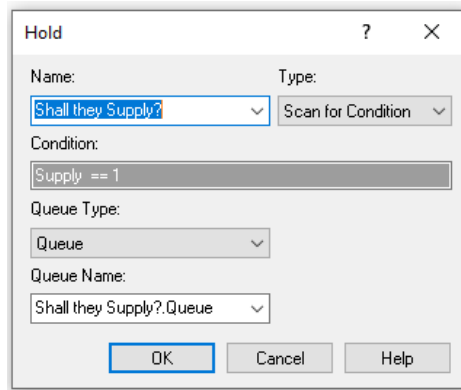 Hold ? ×
Name: Type:
Shall they Supply? Scan for Condition
Condition:
Supply == 1
Queue Type:
Queue
Queue Name:
Shall they Supply?.Queue
OK Cancel Help